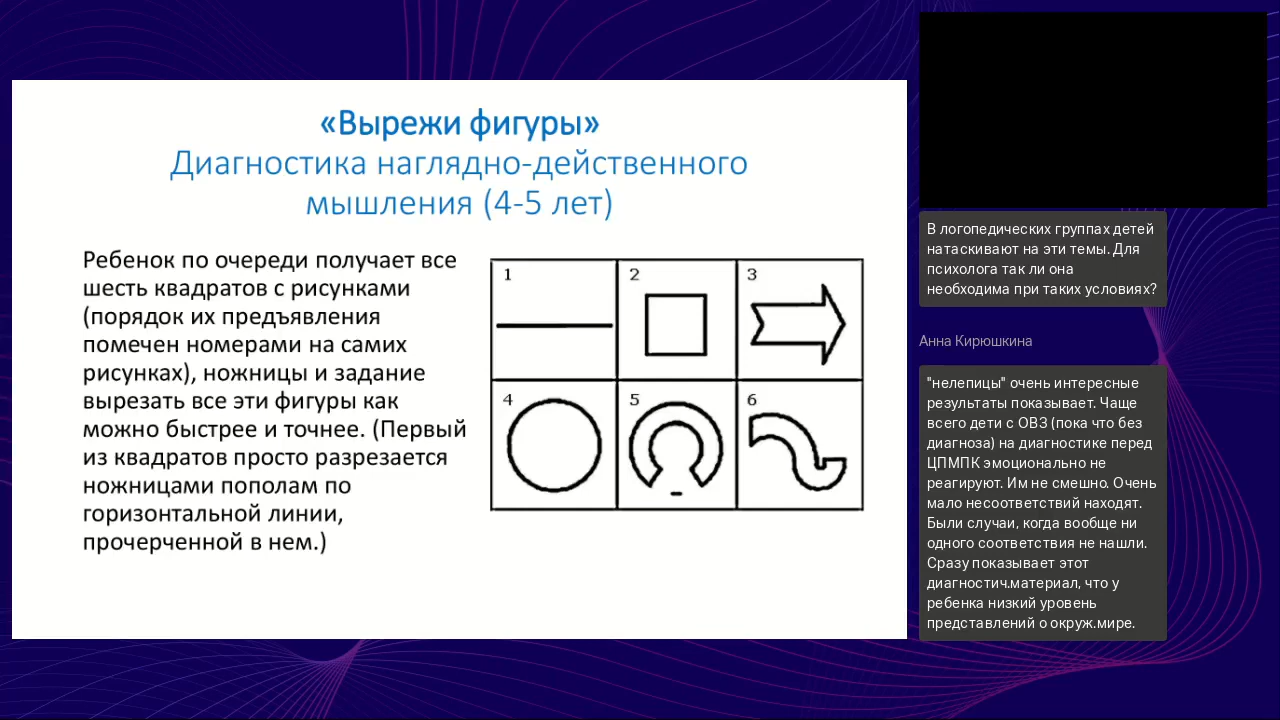 «Вырежи фигуры»
Диагностика наглядно-действенного
мышления (4-5 лет)
Ребенок по очереди получает все
шесть квадратов с рисунками
(порядок их предъявления
помечен номерами на самих
рисунках), ножницы и задание
вырезать все эти фигуры как
можно быстрее и точнее. (Первый
из квадратов просто разрезается
ножницами пополам по
горизонтальной линии,
прочерченной в нем.)
1
2
3
4
5
6
В логопедических группах детей
натаскивают на эти темы. Для
психолога так ли она
необходима при таких условиях?
Анна Кирюшкина
"нелепицы" очень интересные
результаты показывает. Чаще
всего дети с ОВЗ (пока что без
диагноза) на диагностике перед
ЦПМПК эмоционально не
реагируют. Им не смешно. Очень
мало несоответствий находят.
Были случаи, когда вообще ни
одного соответствия не нашли.
Сразу показывает этот
диагностич.материал, что у
ребенка низкий уровень
представлений о окруж.мире.